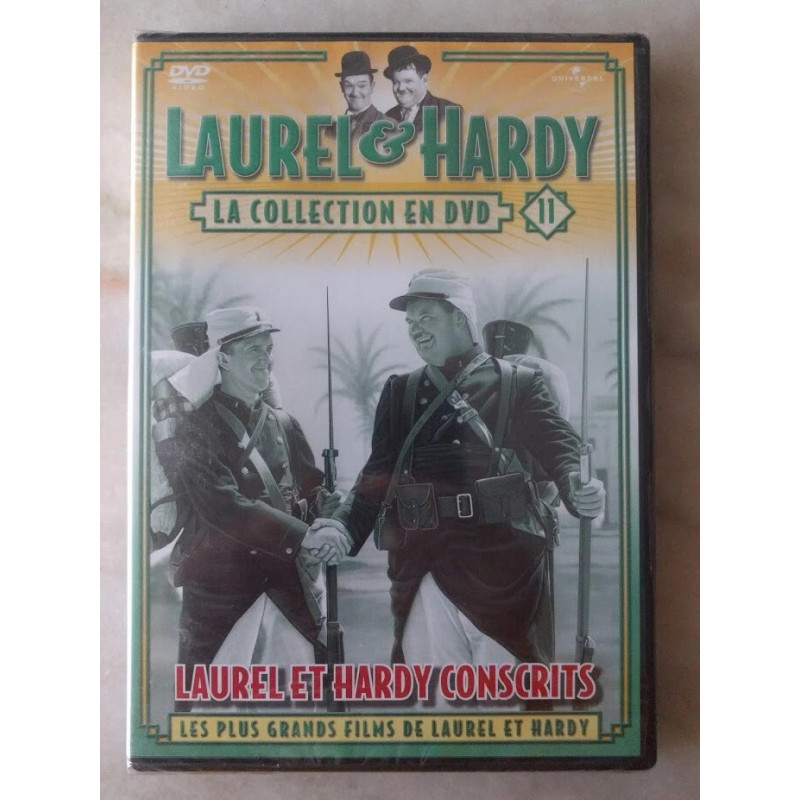 DVD
VIDEO
UNIVERSAL
LAUREL & HARDY
LA COLLECTION EN DVD 11
LAUREL ET HARDY CONSCRITS
LES PLUS GRANDS FILMS DE LAUREL ET HARDY